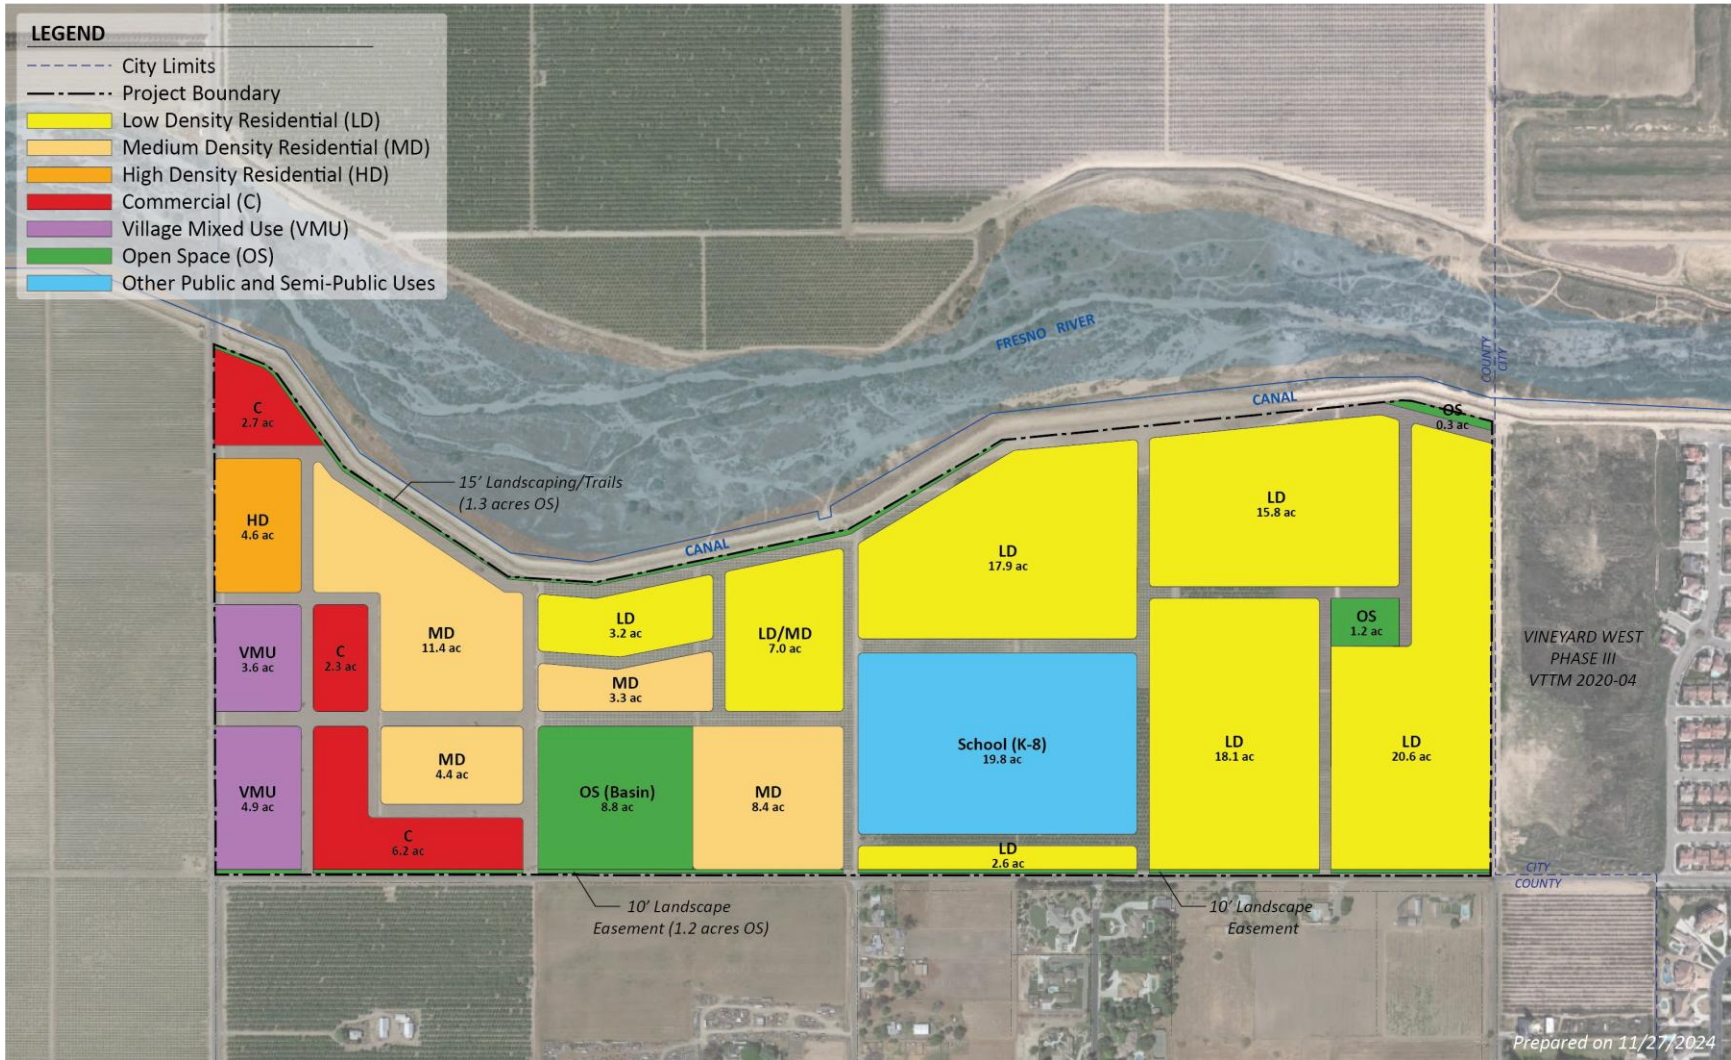 LEGEND
City Limits
Project Boundary
Low Density Residential (LD)
Medium Density Residential (MD)
High Density Residential (HD)
Commercial (C)
Village Mixed Use (VMU)
Open Space (OS)
Other Public and Semi-Public Uses
FRESNO RIVER
COUNTY
CITY
CANAL
OS
0.3 ac
C
2.7 ac
15' Landscaping/Trails
(1.3 acres OS)
LD
15.8 ac
HD
4.6 ac
CANAL
LD
17.9 ac
LD
3.2 ac
MD
11.4 ac
LD/MD
7.0 ac
OS
1.2 ac
VMU
3.6 ac
C
2.3 ac
MD
3.3 ac
VINEYARD WEST
PHASE III
VTTM 2020-04
School (K-8)
19.8 ac
LD
18.1 ac
LD
20.6 ac
MD
4.4 ac
VMU
4.9 ac
OS (Basin)
8.8 ac
MD
8.4 ac
C
6.2 ac
LD
2.6 ac
CITY
COUNTY
10' Landscape
Easement (1.2 acres OS)
10' Landscape
Easement
Prepared on 11/27/2024